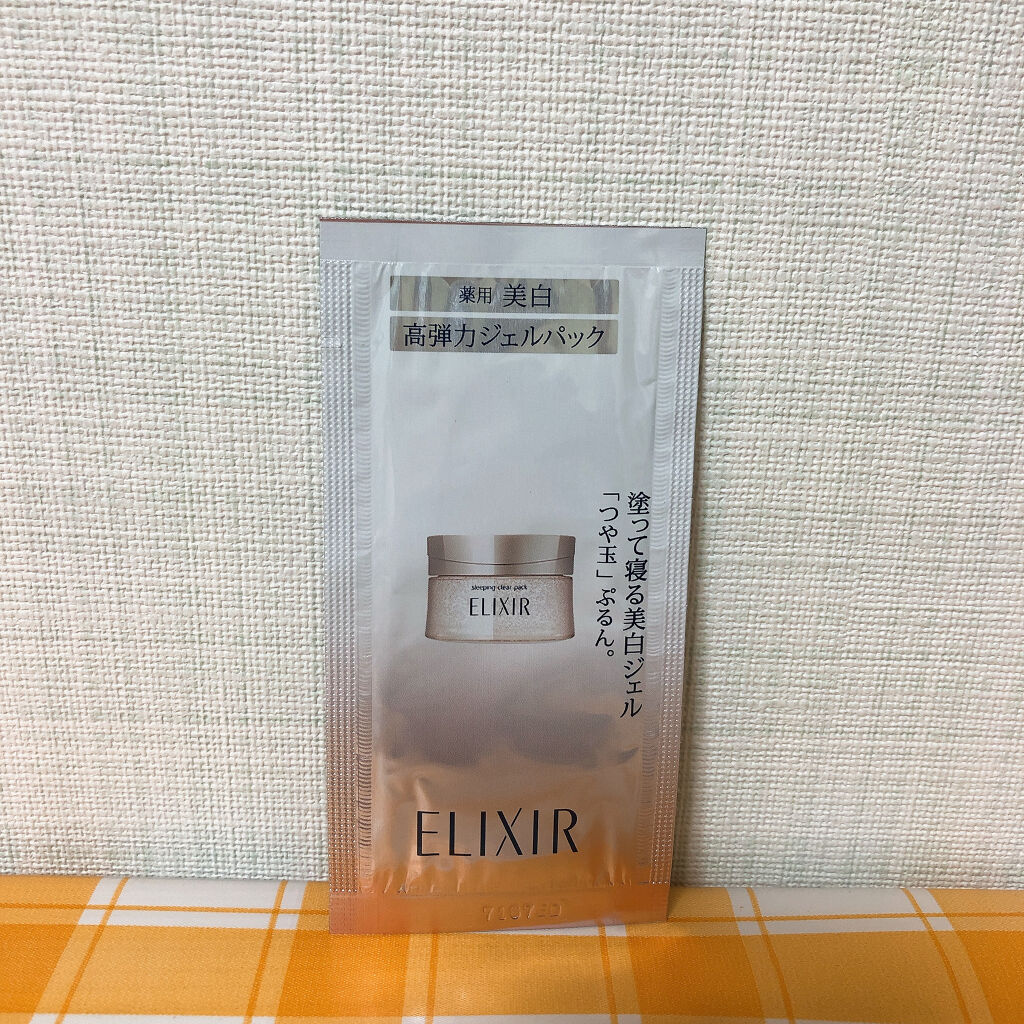 薬用 美白
高弾力ジェルパック
塗って寝る美白ジェル
「つや玉」ぷるん。
sleeping clear pack
ELIXIR
ELIXIR